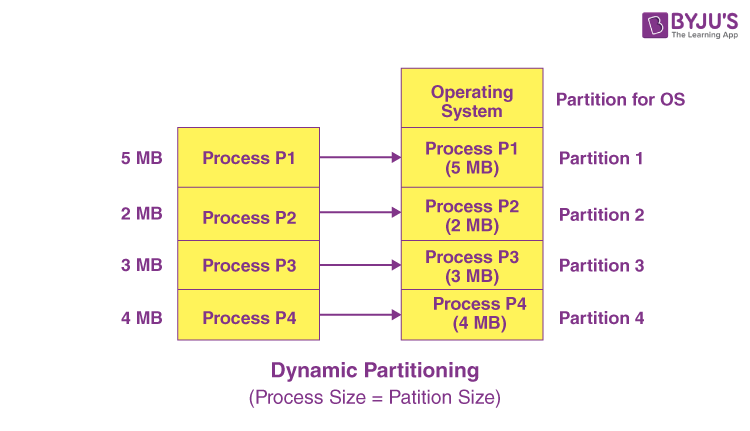 BYJU'S
The Learning App
Operating
System
Partition for OS
5 MB
Process P1
Process P1
(5 MB)
Partition 1
2 MB
Process P2
Process P2
(2 MB)
Partition 2
3 MB
Process P3
Process P3
(3 MB)
Partition 3
4 MB
Process P4
Process P4
(4 MB)
Partition 4
Dynamic Partitioning
(Process Size = Patition Size)